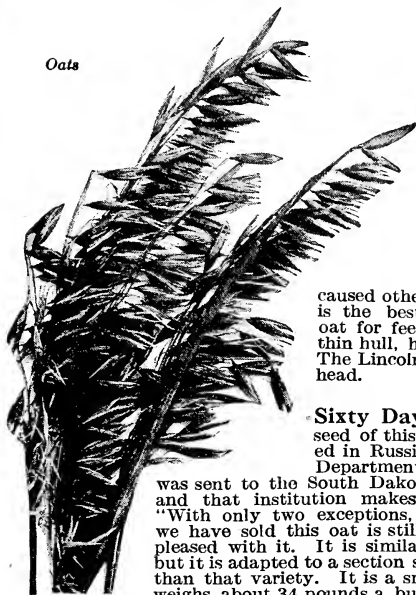 Oats
caused othe
is the bes
oat for fee
thin hull, h
The Lincoln
head.
Sixty Day
seed of this
ed in Russi
Department
was sent to the South Dako
and that institution makes
"With only two exceptions,
we have sold this oat is still
pleased with it. It is simila
but it is adapted to a section s
than that variety. It is a sm
weighs about 34 pounds a bu